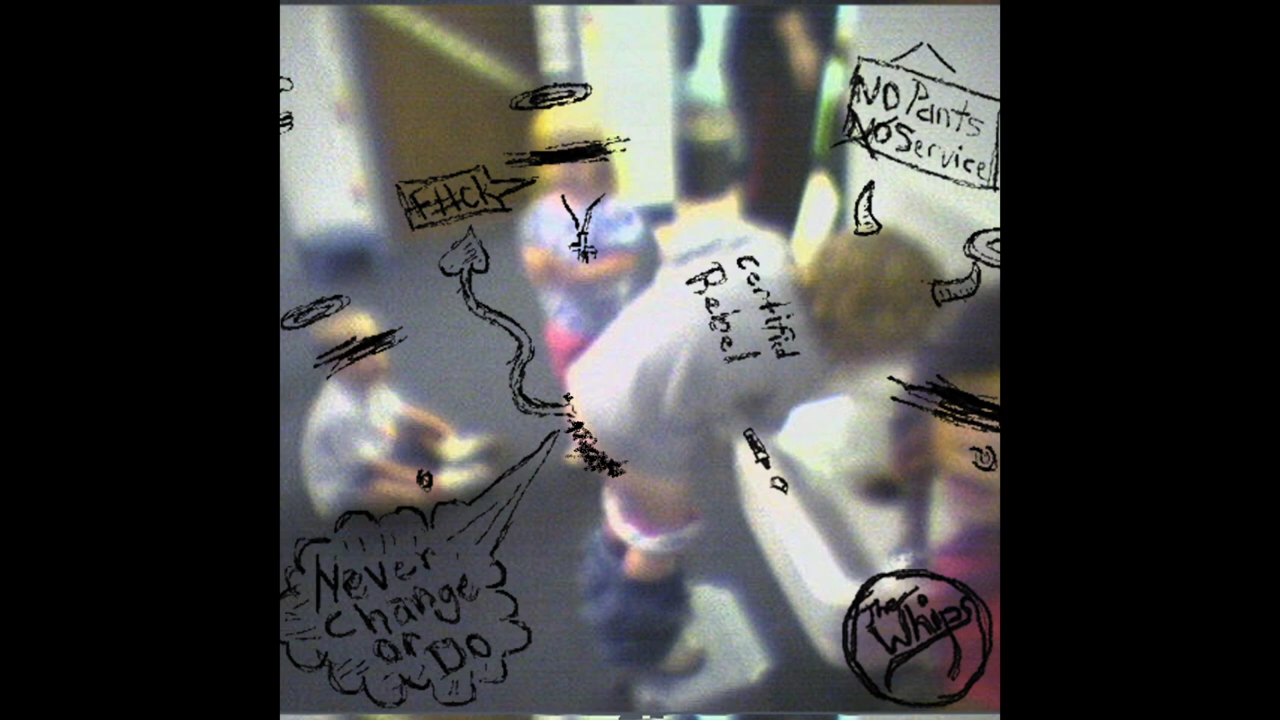 NO Pants
NO Service
F#ck
Certified
Rebel
Never
change
or Do
The
Whips